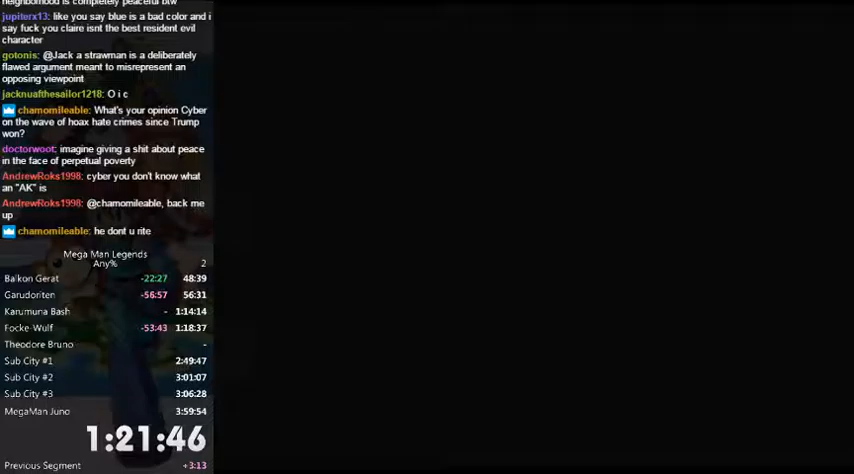 neighborhood is completely peaceful btw
jupiterx13: like you say blue is a bad color and i
say fuck you claire isnt the best resident evil
character
gotonis: @Jack a strawman is a deliberately
flawed argument meant to misrepresent an
opposing viewpoint
jacknuafthesailor1218: O i c
chamomileable: What's your opinion Cyber
on the wave of hoax hate crimes since Trump
won?
doctorwoot: imagine giving a shit about peace
in the face of perpetual poverty
AndrewRoks1998: cyber you don't know what
an "AK" is
AndrewRoks1998: @chamomileable, back me
up
chamomileable: he dont u rite
Mega Man Legends
Any% 2
Balkon Gerat -22:27 48:39
Garudoriten -56:57 56:31
Karumuna Bash - 1:14:14
Focke-Wulf -53:43 1:18:37
Theodore Bruno -
Sub City #1 2:49:47
Sub City #2 3:01:07
Sub City #3 3:06:28
MegaMan Juno 3:59:54
1:21:46
Previous Segment +3:13